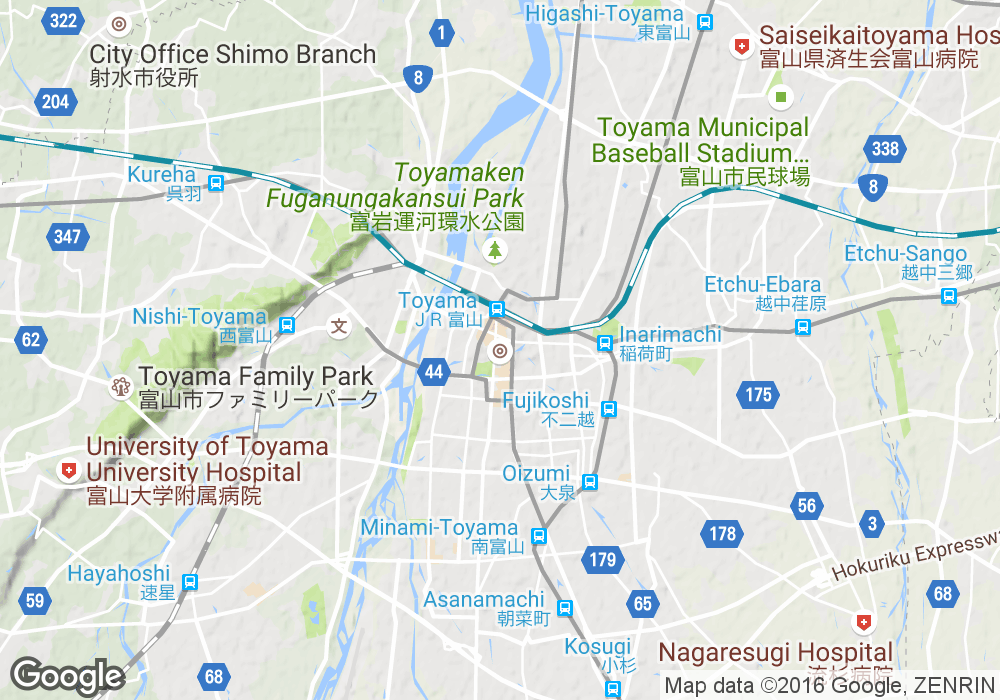 322
City Office Shimo Branch
射水市役所
1
8
204
Higashi-Toyama
東富山
Saiseikaitoyama Hos
富山県済生会富山病院
Toyama Municipal
Baseball Stadium...
富山市民球場
338
8
Kureha
呉羽
Toyamaken
Fuganungakansui Park
富岩運河環水公園
347
Etchu-Sango
越中三郷
Etchu-Ebara
越中荏原
Toyama
JR 富山
Nishi-Toyama
西富山
文
62
Inarimachi
稲荷町
44
Toyama Family Park
富山市ファミリーパーク
175
Fujikoshi
不二越
University of Toyama
University Hospital
富山大学附属病院
Oizumi
大泉
56
3
178
Minami-Toyama
南富山
179
Hokuriku Expresswa
Hayahoshi
速星
59
Asanamachi
朝菜町
65
68
Kosugi
小杉
Nagaresugi Hospital
流杉病院
68
Google
Map data ©2016 Google, ZENRIN